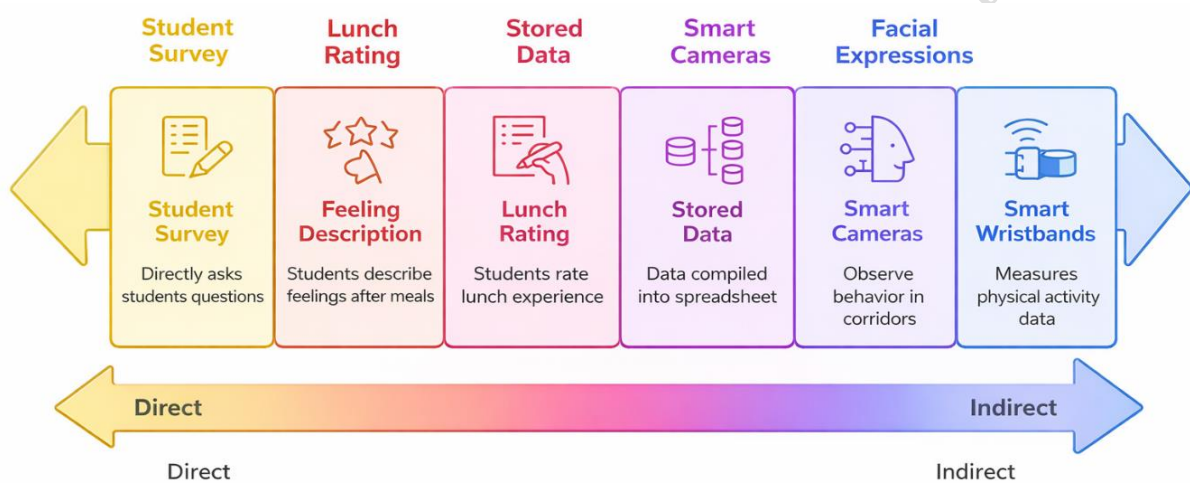 Student Survey
Lunch Rating
Stored Data
Smart Cameras
Facial Expressions
Student Survey
Directly asks
students questions
Feeling Description
Students describe
feelings after meals
Lunch Rating
Students rate
lunch experience
Stored Data
Data compiled
into spreadsheet
Smart Cameras
Observe
behavior in
corridors
Smart Wristbands
Measures
physical activity
data
Direct
Indirect
Direct
Indirect